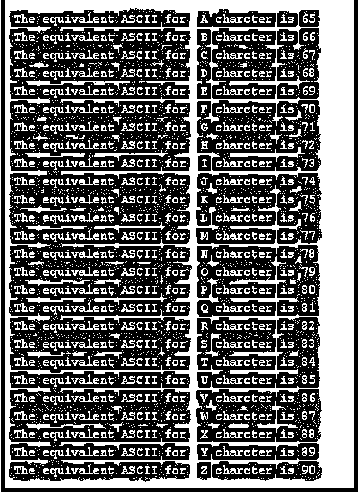 The equivalent ASCII for A charcter is 65
The equivalent ASCII for B charcter is 66
The equivalent ASCII for C charcter is 67
The equivalent ASCII for D charcter is 68
The equivalent ASCII for E charcter is 69
The equivalent ASCII for F charcter is 70
The equivalent ASCII for G charcter is 71
The equivalent ASCII for H charcter is 72
The equivalent ASCII for I charcter is 73
The equivalent ASCII for J charcter is 74
The equivalent ASCII for K charcter is 75
The equivalent ASCII for L charcter is 76
The equivalent ASCII for M charcter is 77
The equivalent ASCII for N charcter is 78
The equivalent ASCII for O charcter is 79
The equivalent ASCII for P charcter is 80
The equivalent ASCII for Q charcter is 81
The equivalent ASCII for R charcter is 82
The equivalent ASCII for S charcter is 83
The equivalent ASCII for T charcter is 84
The equivalent ASCII for U charcter is 85
The equivalent ASCII for V charcter is 86
The equivalent ASCII for W charcter is 87
The equivalent ASCII for X charcter is 88
The equivalent ASCII for Y charcter is 89
The equivalent ASCII for Z charcter is 90